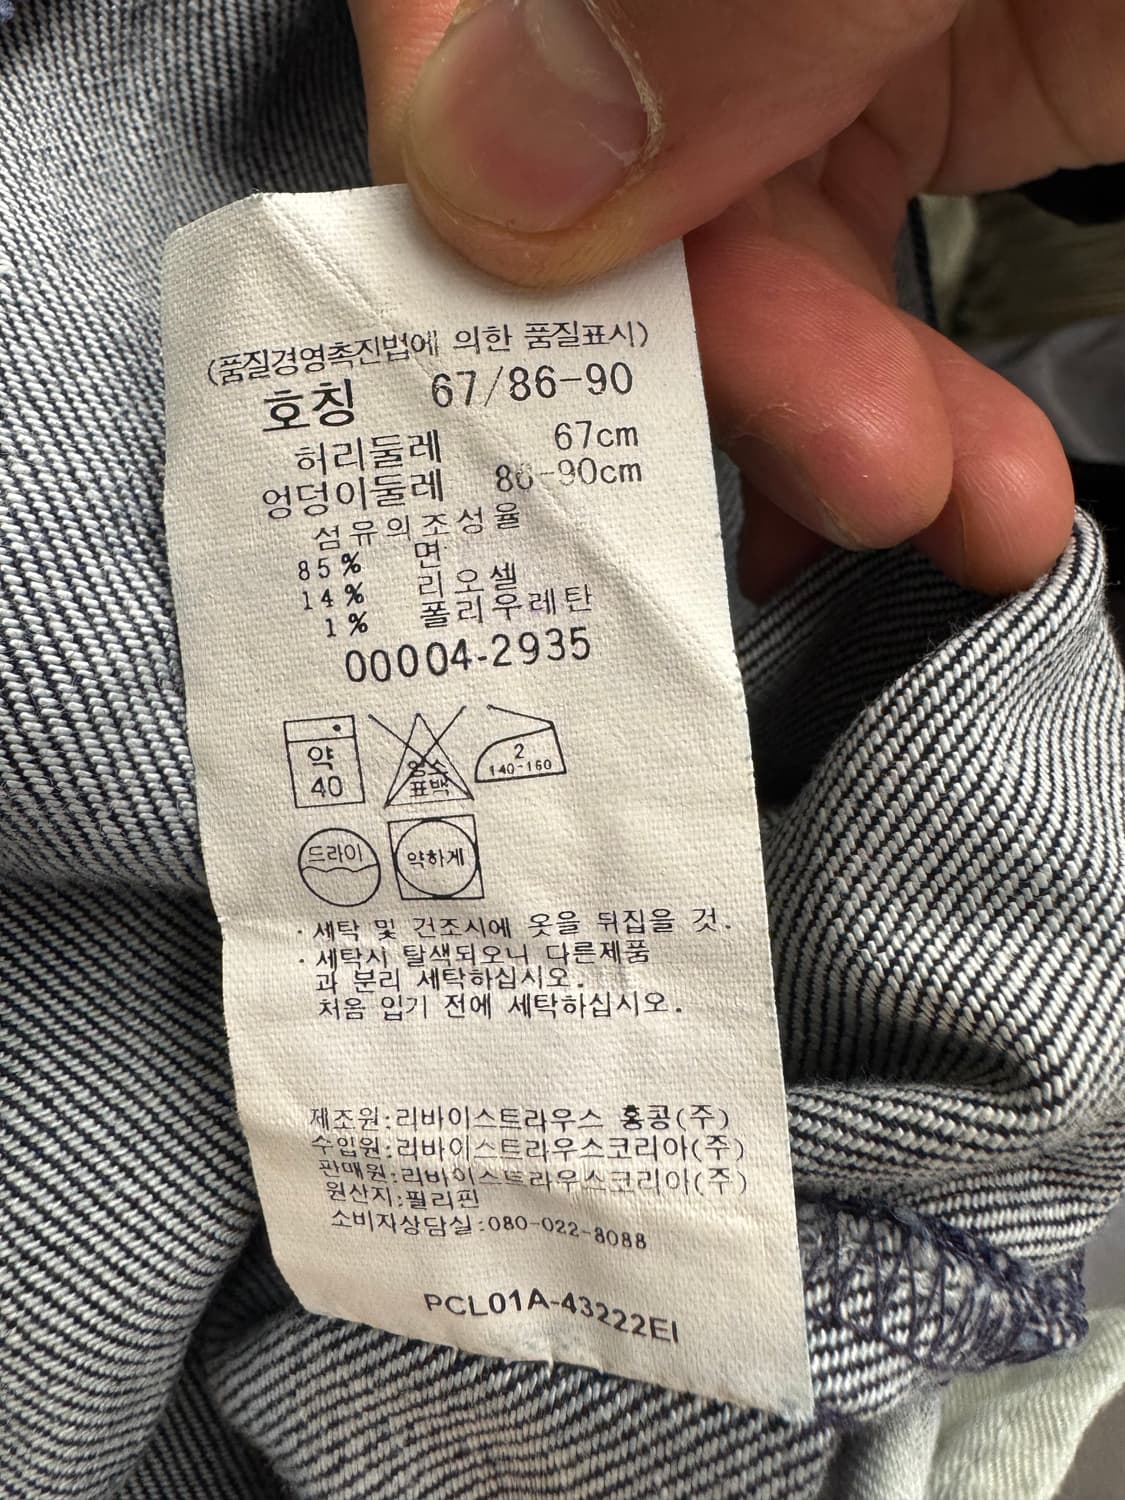 (품질경영촉진법에 의한 품질표시)
호칭 67/86-90
허리둘레 67cm
엉덩이둘레 86-90cm
섬유의조성율
85% 면
14% 리오셀
1% 폴리우레탄
00004-2935
약
40
염소
표백
2
140~160
드라이
약하게
· 세탁 및 건조시에 옷을 뒤집을 것.
· 세탁시 탈색되오니 다른제품
과 분리 세탁하십시오.
처음 입기 전에 세탁하십시오.
제조원:리바이스트라우스 홍콩(주)
수입원:리바이스트라우스코리아(주)
판매원:리바이스트라우스코리아(주)
원산지:필리핀
소비자상담실:080-022-8088
PCL01A-43222EI